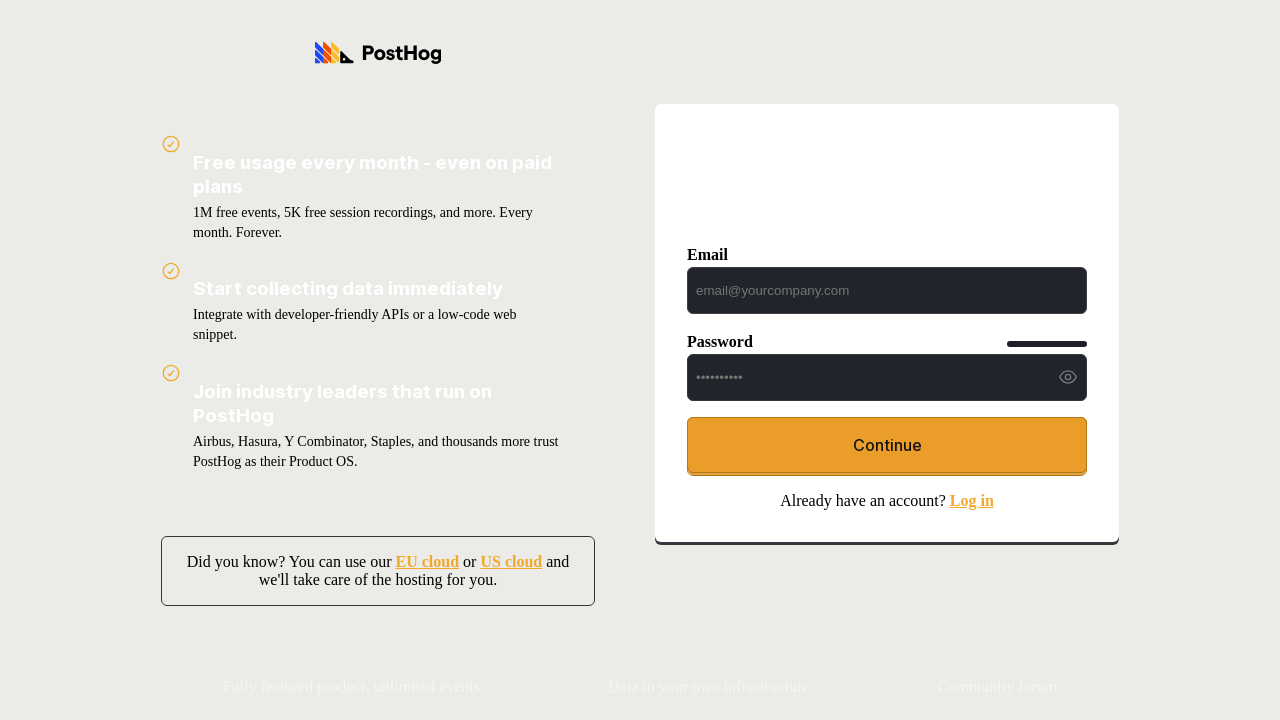 PostHog
Free usage every month - even on paid
plans
1M free events, 5K free session recordings, and more. Every
month. Forever.
Start collecting data immediately
Integrate with developer-friendly APIs or a low-code web
snippet.
Join industry leaders that run on
PostHog
Airbus, Hasura, Y Combinator, Staples, and thousands more trust
PostHog as their Product OS.
Did you know? You can use our EU cloud or US cloud and
we'll take care of the hosting for you.
Email
email@yourcompany.com
Password
••••••••••
Continue
Already have an account? Log in
Fully featured product, unlimited events
Data in your own infrastructure
Community forum